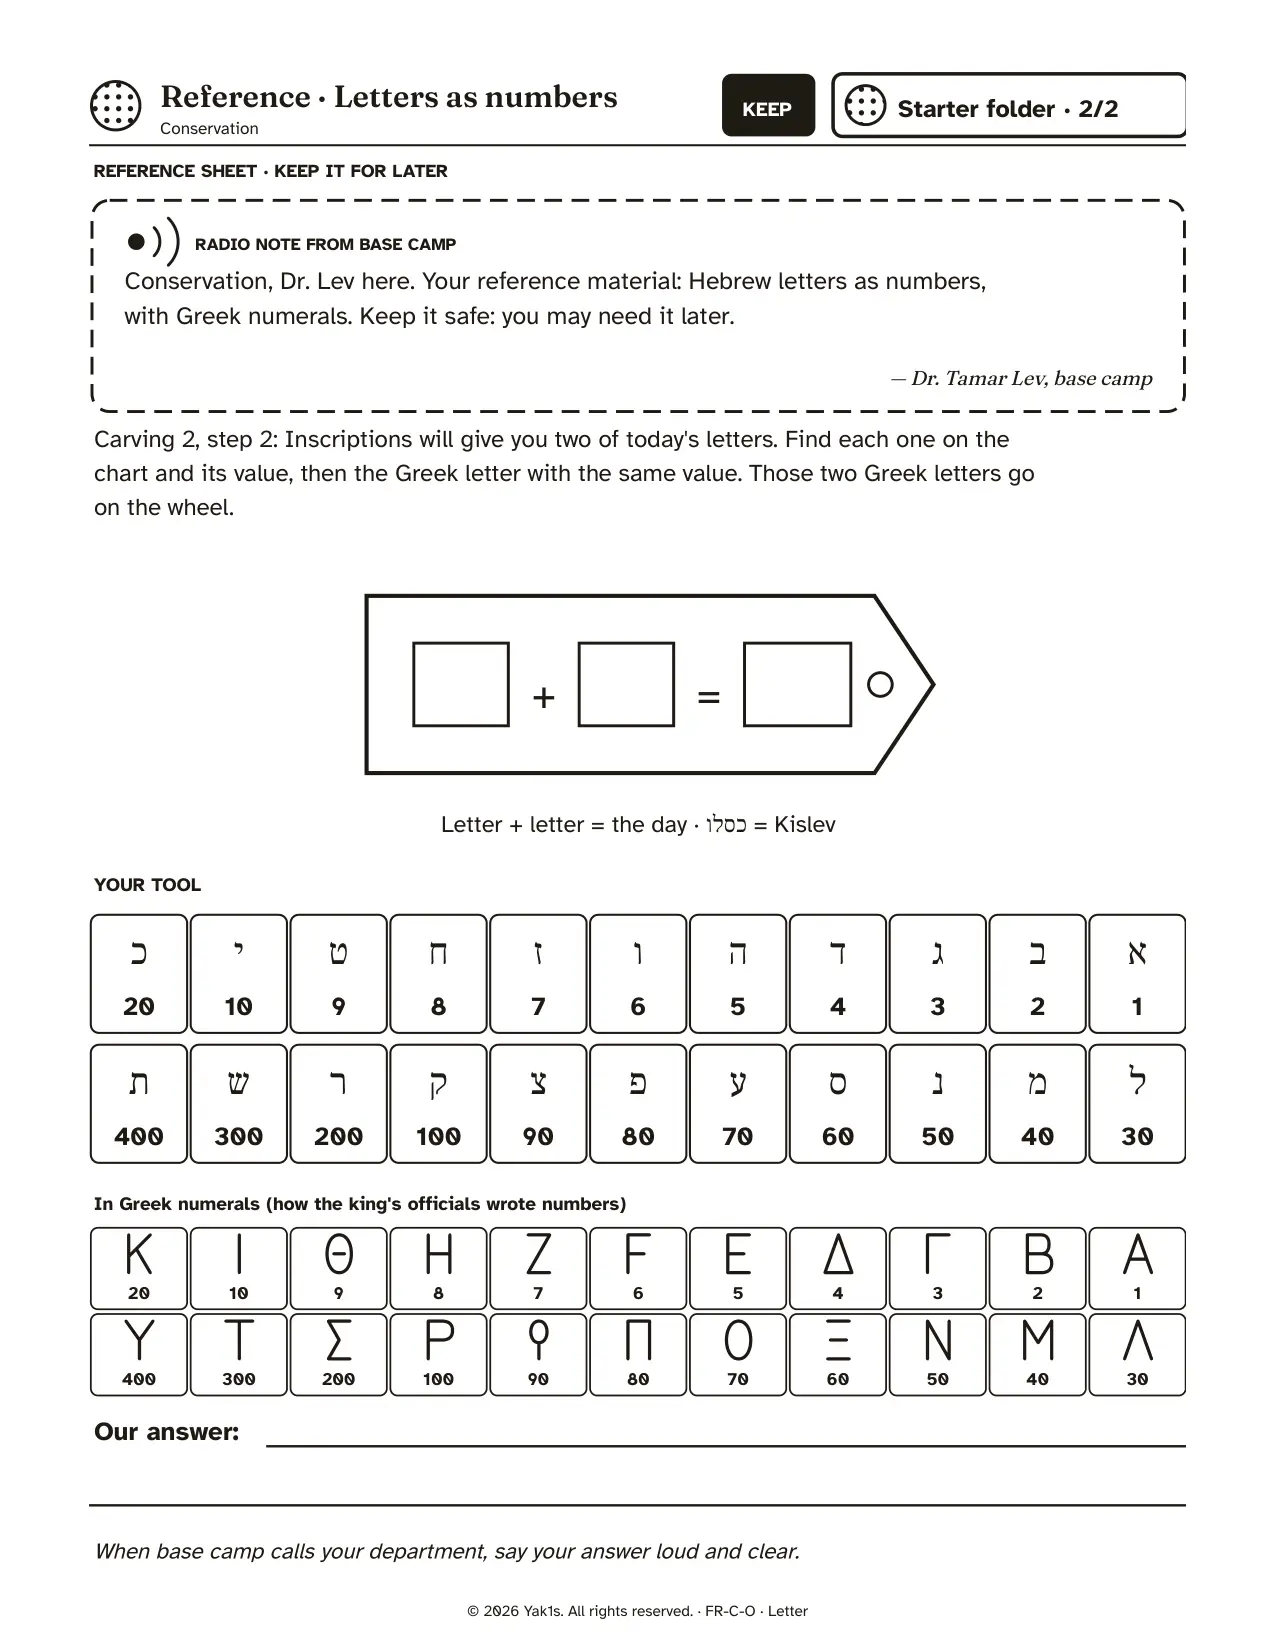 Reference · Letters as numbers
Conservation
KEEP
Starter folder · 2/2
REFERENCE SHEET · KEEP IT FOR LATER
RADIO NOTE FROM BASE CAMP
Conservation, Dr. Lev here. Your reference material: Hebrew letters as numbers,
with Greek numerals. Keep it safe: you may need it later.
— Dr. Tamar Lev, base camp
Carving 2, step 2: Inscriptions will give you two of today's letters. Find each one on the
chart and its value, then the Greek letter with the same value. Those two Greek letters go
on the wheel.
+ =
Letter + letter = the day · כסלו = Kislev
YOUR TOOL
כ י ט ח ז ו ה ד ג ב א
20 10 9 8 7 6 5 4 3 2 1
ת ש ר ק צ פ ע ס נ מ ל
400 300 200 100 90 80 70 60 50 40 30
In Greek numerals (how the king's officials wrote numbers)
Κ Ι Θ Η Ζ F Ε Δ Γ Β Α
20 10 9 8 7 6 5 4 3 2 1
Υ Τ Σ Ρ Ϙ Π Ο Ξ Ν Μ Λ
400 300 200 100 90 80 70 60 50 40 30
Our answer:
When base camp calls your department, say your answer loud and clear.
© 2026 Yak1s. All rights reserved. · FR-C-O · Letter